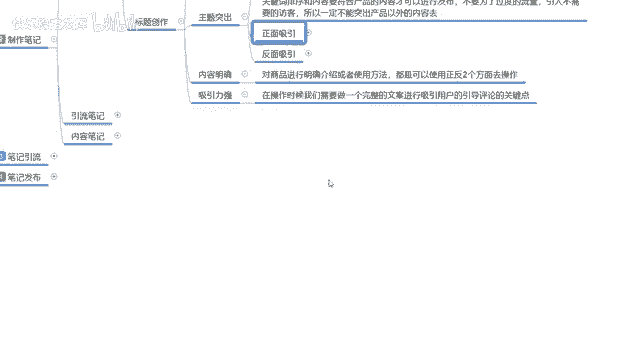 关键词排序和内容要符合产品的内容才可以进行发布，不要为了过度的流量，引入不需
要的访客，所以一定不能突出产品以外的内容去
主题突出
标题创作
正面吸引
制作笔记
反面吸引
内容明确
对商品进行明确介绍或者使用方法，都是可以使用正反2个方面去操作
吸引力强
在操作时候我们需要做一个完整的文案进行吸引用户的引导评论的关键点
引流笔记
内容笔记
笔记引流
笔记发布